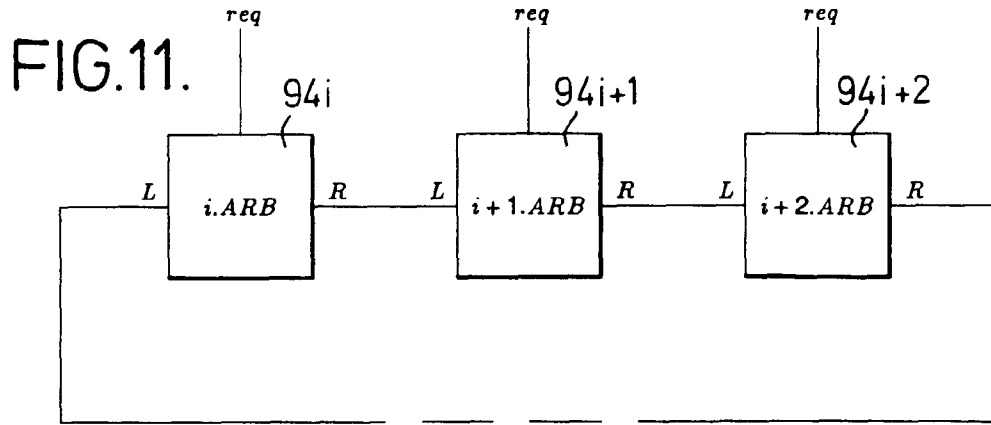 req req req
FIG.11.
94i 94i+1 94i+2
L i.ARB R L i+1.ARB R L i+2.ARB R